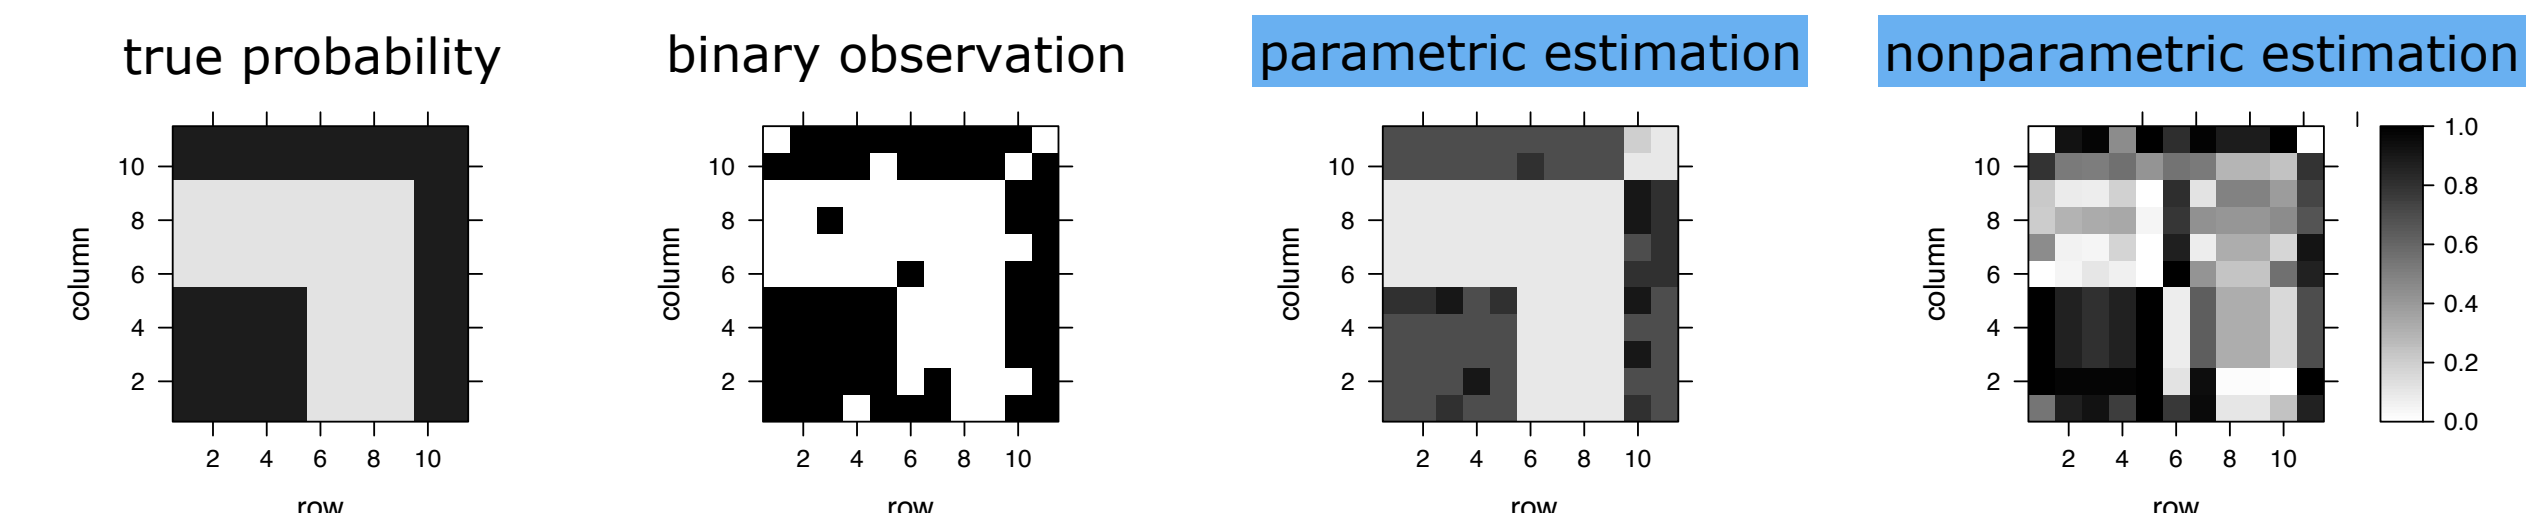 true probability
binary observation
parametric estimation
nonparametric estimation
10
8
6
4
2
column
2 4 6 8 10
row
10
8
6
4
2
column
2 4 6 8 10
row
10
8
6
4
2
column
2 4 6 8 10
row
10
8
6
4
2
column
2 4 6 8 10
row
1.0
0.8
0.6
0.4
0.2
0.0